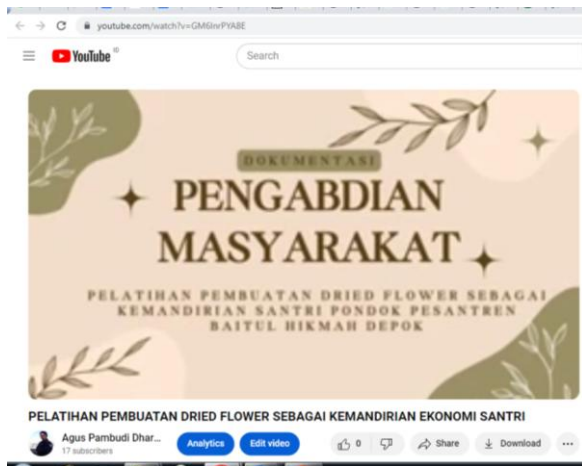 youtube.com/watch?v=GM6InrPYA8E
YouTube ID
Search
DOKUMENTASI
PENGABDIAN
MASYARAKAT
PELATIHAN PEMBUATAN DRIED FLOWER SEBAGAI
KEMANDIRIAN SANTRI PONDOK PESANTREN
BAITUL HIKMAH DEPOK
PELATIHAN PEMBUATAN DRIED FLOWER SEBAGAI KEMANDIRIAN EKONOMI SANTRI
Agus Pambudi Dhar...
17 subscribers
Analytics
Edit video
0
Share
Download